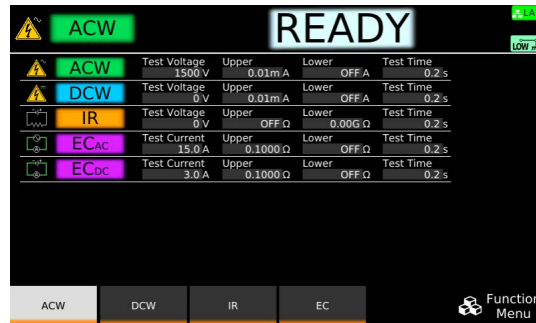 ACW READY LA
LOW
ACW Test Voltage Upper Lower Test Time
1500 V 0.01m A OFF A 0.2 s
DCW Test Voltage Upper Lower Test Time
0 V 0.01m A OFF A 0.2 s
IR Test Voltage Upper Lower Test Time
0 V OFF Ω 0.00G Ω 0.2 s
ECAC Test Current Upper Lower Test Time
15.0 A 0.1000 Ω OFF Ω 0.2 s
ECDC Test Current Upper Lower Test Time
3.0 A 0.1000 Ω OFF Ω 0.2 s
ACW DCW IR EC Function
Menu